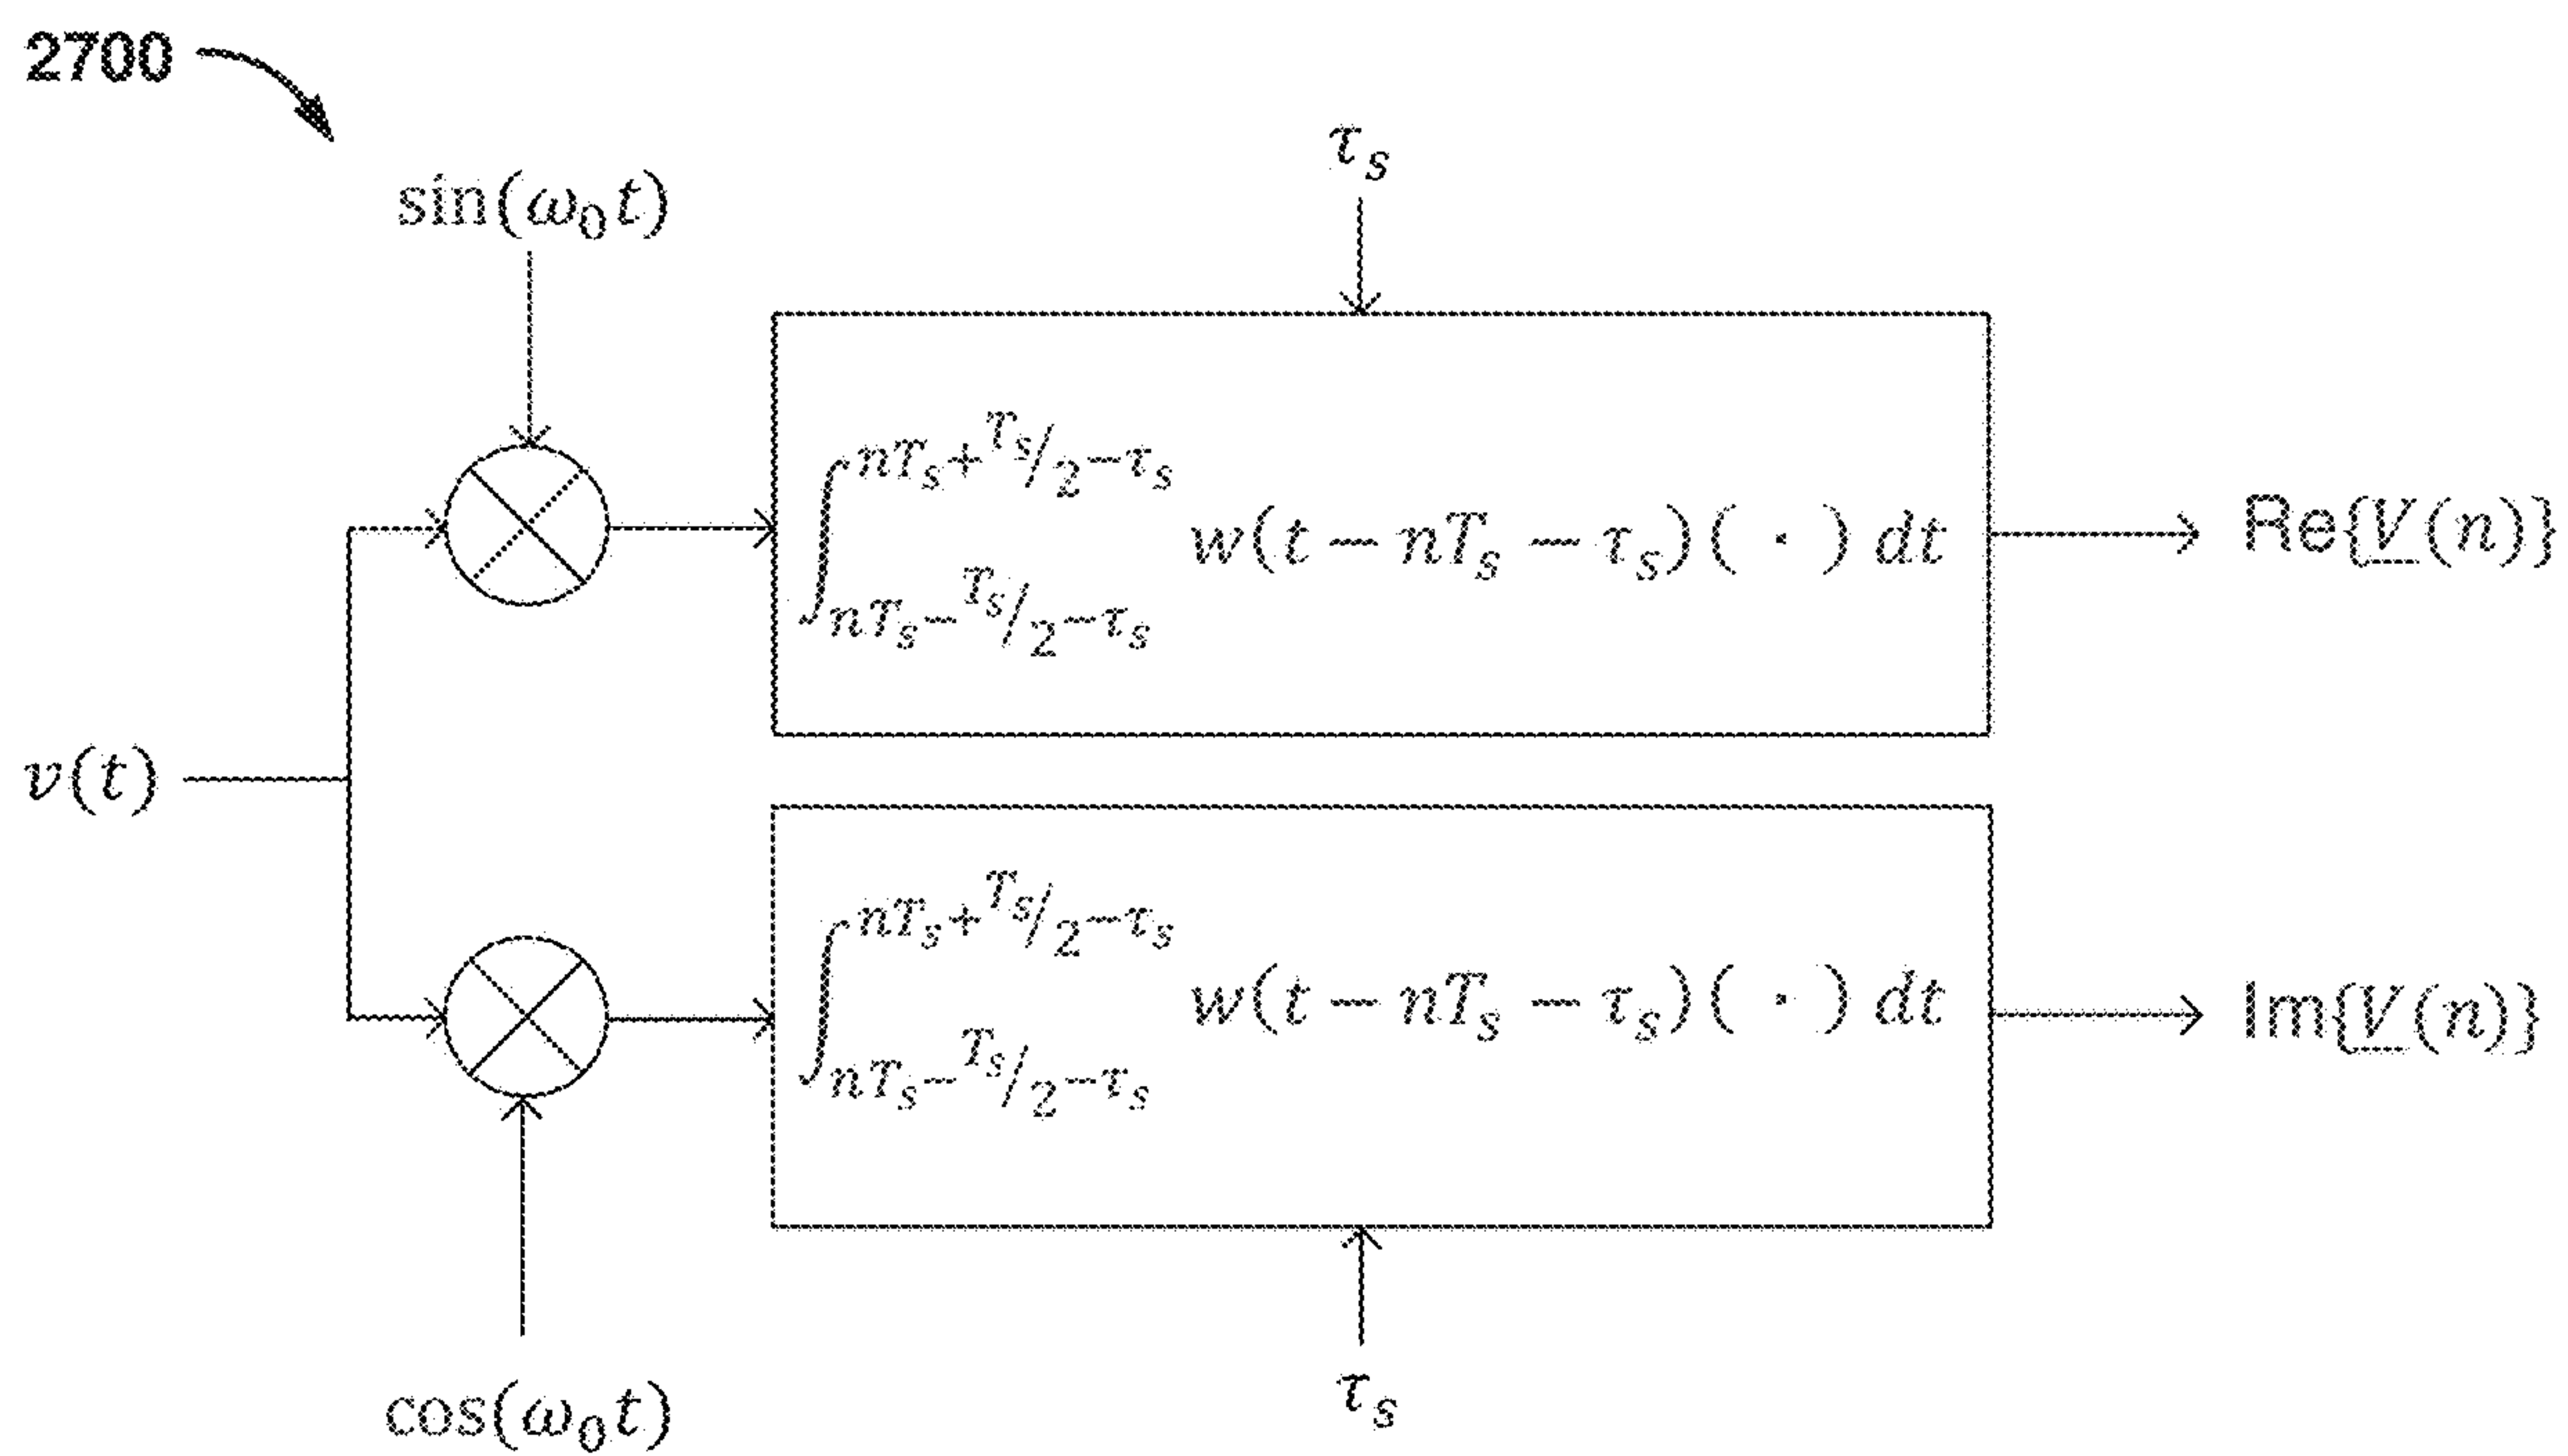 2700
τₛ
sin(ω₀t)
∫_{nTₛ−Tₛ/2−τₛ}^{nTₛ+Tₛ/2−τₛ} w(t − nTₛ − τₛ)( · ) dt
Re{V̲(n)}
v(t)
∫_{nTₛ−Tₛ/2−τₛ}^{nTₛ+Tₛ/2−τₛ} w(t − nTₛ − τₛ)( · ) dt
Im{V̲(n)}
τₛ
cos(ω₀t)